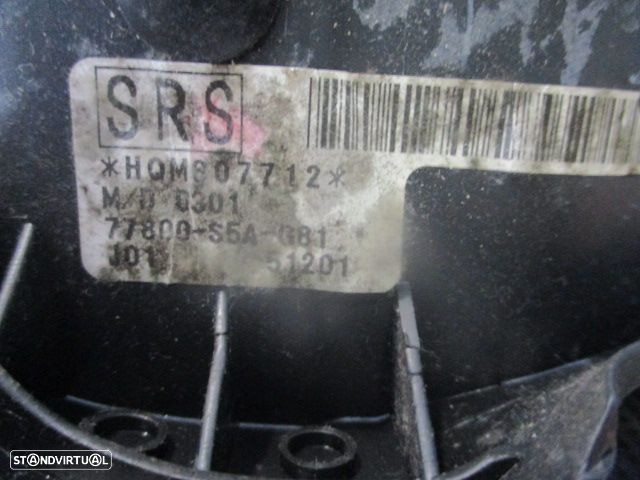 SRS
*HQM807712*
M/D 0301
77800-S5A-G81
J01 51201
STANDVIRTUAL